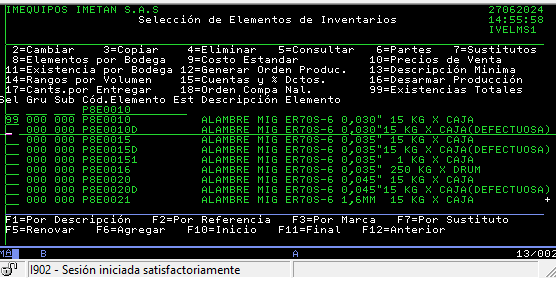 IMEQUIPOS IMETAN S.A.S 27062024
Selección de Elementos de Inventarios 14:55:58
IVELMS1
2=Cambiar 3=Copiar 4=Eliminar 5=Consultar 6=Partes 7=Sustitutos
8=Elementos por Bodega 9=Costo Estandar 10=Precios de Venta
11=Existencia por Bodega 12=Generar Orden Produc. 13=Descripción Minima
14=Rangos por Volumen 15=Cuentas y % Dctos. 16=Desarmar Producción
17=Cants.por Entregar 18=Orden Compa Nal. 99=Existencias Totales
Sel Gru Sub Cód.Elemento Est Descripción Elemento
P8E0010
99 000 000 P8E0010 ALAMBRE MIG ER70S-6 0,030" 15 KG X CAJA
000 000 P8E0010D ALAMBRE MIG ER70S-6 0,030"15 KG X CAJA(DEFECTUOSA)
000 000 P8E0015 ALAMBRE MIG ER70S-6 0,035" 15 KG X CAJA
000 000 P8E0015D ALAMBRE MIG ER70S-6 0,035"15 KG X CAJA(DEFECTUOSA)
000 000 P8E00151 ALAMBRE MIG ER70S-6 0,035" 1 KG X CAJA
000 000 P8E0016 ALAMBRE MIG ER70S-6 0,035" 250 KG X DRUM
000 000 P8E0020 ALAMBRE MIG ER70S-6 0,045" 15 KG X CAJA
000 000 P8E0020D ALAMBRE MIG ER70S-6 0,045"15 KG X CAJA(DEFECTUOSA)
000 000 P8E0021 ALAMBRE MIG ER70S-6 1,6MM 15 KG X CAJA +
F1=Por Descripción F2=Por Referencia F3=Por Marca F7=Por Sustituto
F5=Renovar F6=Agregar F10=Inicio F11=Final F12=Anterior
MA B A 13/002
I902 - Sesión iniciada satisfactoriamente